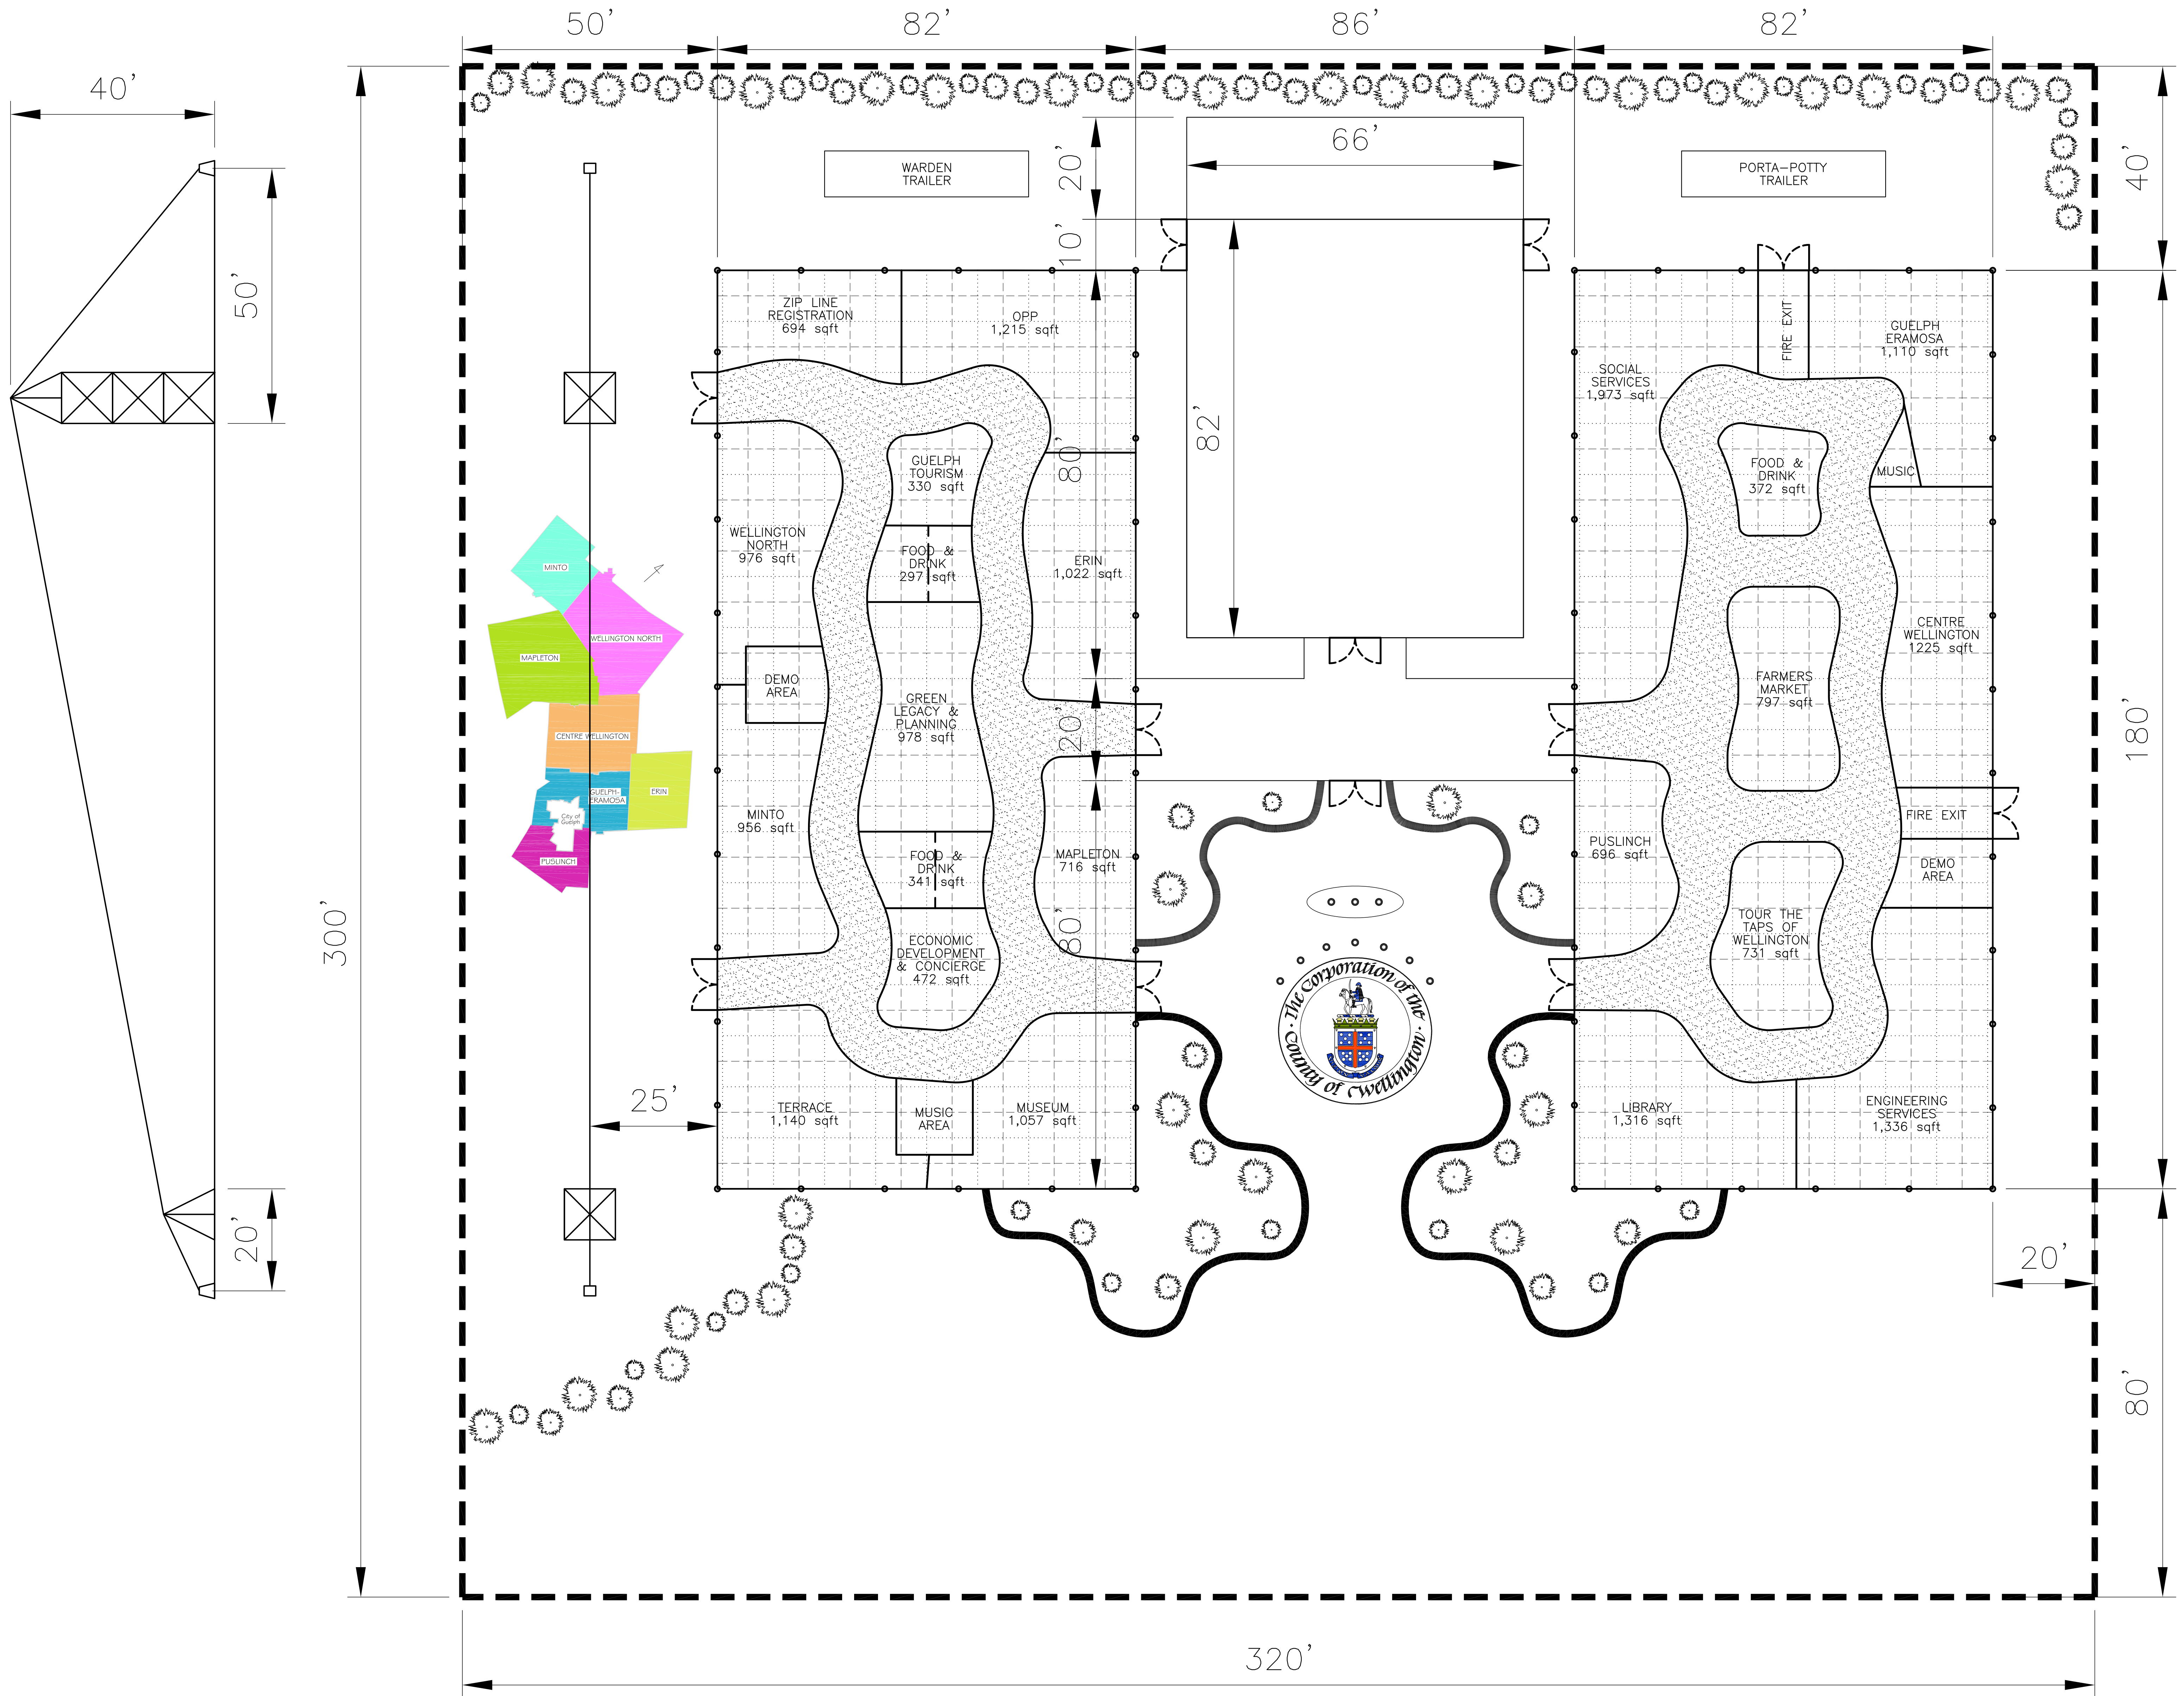 50'
82'
86'
82'
40'
66'
20'
10'
40'
WARDEN
TRAILER
PORTA-POTTY
TRAILER
50'
82'
80'
ZIP LINE
REGISTRATION
694 sqft
OPP
1,215 sqft
FIRE EXIT
GUELPH
ERAMOSA
1,110 sqft
SOCIAL
SERVICES
1,973 sqft
GUELPH
TOURISM
330 sqft
FOOD &
DRINK
372 sqft
MUSIC
WELLINGTON
NORTH
976 sqft
FOOD &
DRINK
297 sqft
ERIN
1,022 sqft
MINTO
WELLINGTON NORTH
MAPLETON
CENTRE WELLINGTON
GUELPH-
ERAMOSA
ERIN
City of
Guelph
PUSLINCH
CENTRE
WELLINGTON
1225 sqft
DEMO
AREA
GREEN
LEGACY &
PLANNING
978 sqft
FARMERS
MARKET
797 sqft
20'
180'
300'
MINTO
956 sqft
FOOD &
DRINK
341 sqft
MAPLETON
716 sqft
PUSLINCH
696 sqft
FIRE EXIT
DEMO
AREA
80'
ECONOMIC
DEVELOPMENT
& CONCIERGE
472 sqft
TOUR THE
TAPS OF
WELLINGTON
731 sqft
The Corporation of the
County of Wellington
25'
TERRACE
1,140 sqft
MUSIC
AREA
MUSEUM
1,057 sqft
LIBRARY
1,316 sqft
ENGINEERING
SERVICES
1,336 sqft
20'
20'
80'
320'